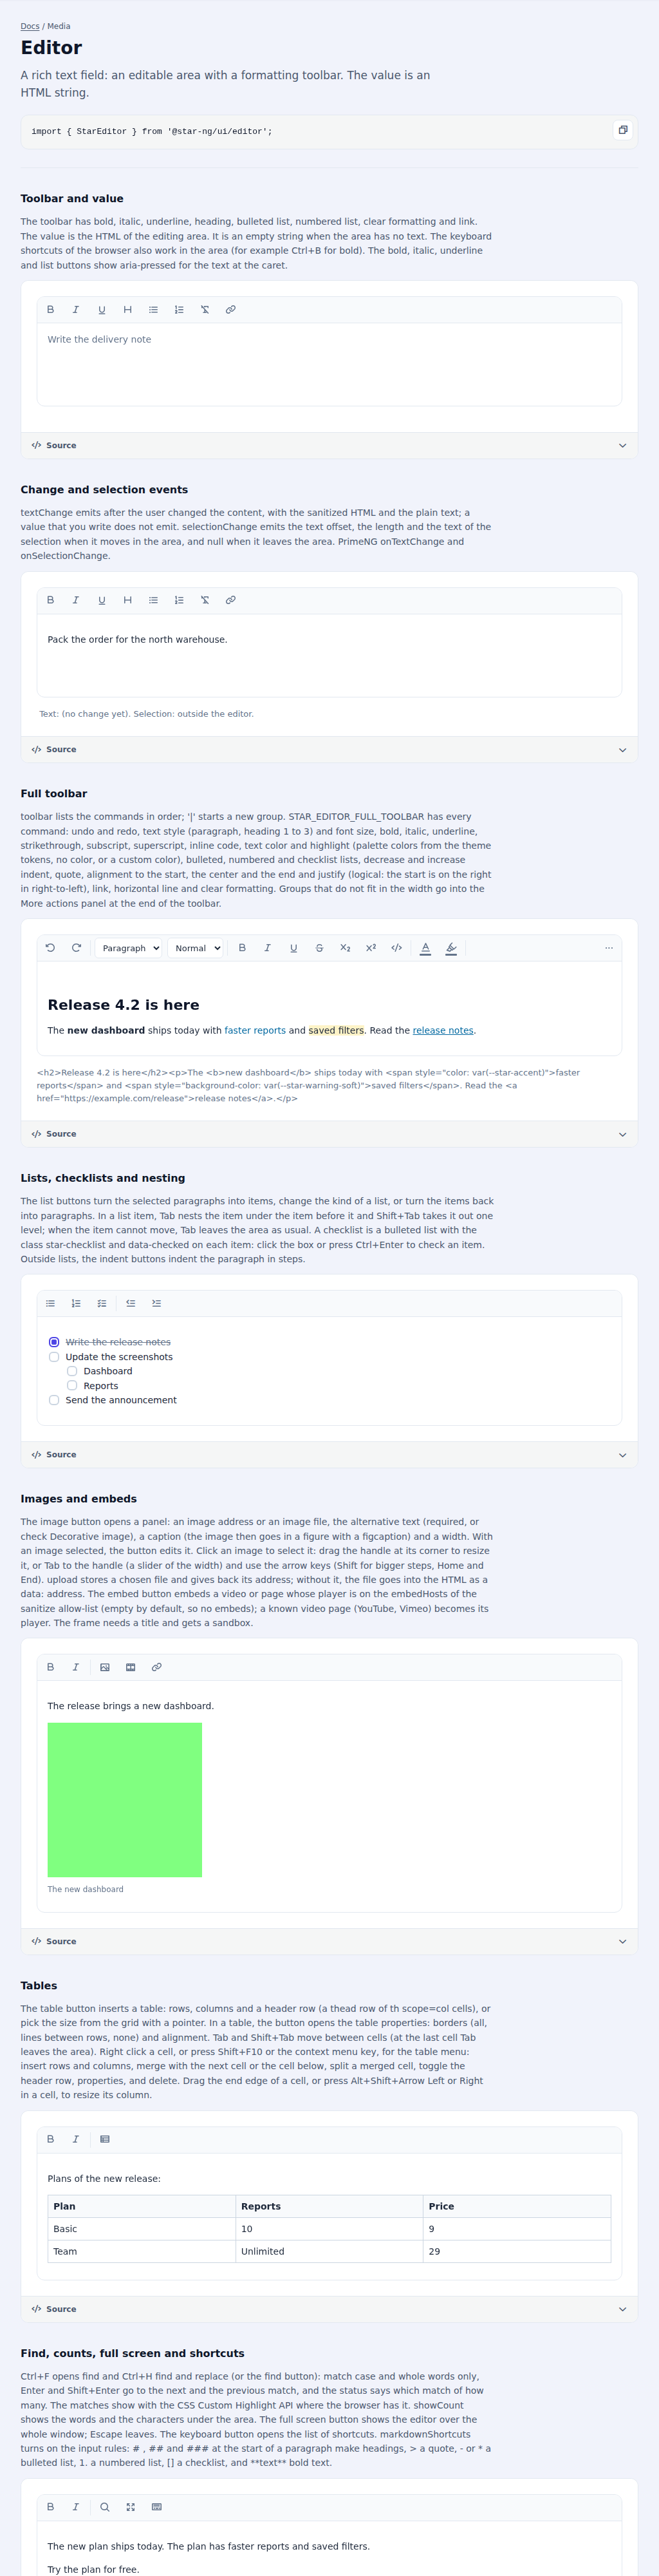 Docs / Media
Editor
A rich text field: an editable area with a formatting toolbar. The value is an
HTML string.
import { StarEditor } from '@star-ng/ui/editor';
Toolbar and value
The toolbar has bold, italic, underline, heading, bulleted list, numbered list, clear formatting and link.
The value is the HTML of the editing area. It is an empty string when the area has no text. The keyboard
shortcuts of the browser also work in the area (for example Ctrl+B for bold). The bold, italic, underline
and list buttons show aria-pressed for the text at the caret.
Write the delivery note
Source
Change and selection events
textChange emits after the user changed the content, with the sanitized HTML and the plain text; a
value that you write does not emit. selectionChange emits the text offset, the length and the text of the
selection when it moves in the area, and null when it leaves the area. PrimeNG onTextChange and
onSelectionChange.
Pack the order for the north warehouse.
Text: (no change yet). Selection: outside the editor.
Source
Full toolbar
toolbar lists the commands in order; '|' starts a new group. STAR_EDITOR_FULL_TOOLBAR has every
command: undo and redo, text style (paragraph, heading 1 to 3) and font size, bold, italic, underline,
strikethrough, subscript, superscript, inline code, text color and highlight (palette colors from the theme
tokens, no color, or a custom color), bulleted, numbered and checklist lists, decrease and increase
indent, quote, alignment to the start, the center and the end and justify (logical: the start is on the right
in right-to-left), link, horizontal line and clear formatting. Groups that do not fit in the width go into the
More actions panel at the end of the toolbar.
Paragraph Normal
Release 4.2 is here
The new dashboard ships today with faster reports and saved filters. Read the release notes.
<h2>Release 4.2 is here</h2><p>The <b>new dashboard</b> ships today with <span style="color: var(--star-accent)">faster
reports</span> and <span style="background-color: var(--star-warning-soft)">saved filters</span>. Read the <a
href="https://example.com/release">release notes</a>.</p>
Source
Lists, checklists and nesting
The list buttons turn the selected paragraphs into items, change the kind of a list, or turn the items back
into paragraphs. In a list item, Tab nests the item under the item before it and Shift+Tab takes it out one
level; when the item cannot move, Tab leaves the area as usual. A checklist is a bulleted list with the
class star-checklist and data-checked on each item: click the box or press Ctrl+Enter to check an item.
Outside lists, the indent buttons indent the paragraph in steps.
Write the release notes
Update the screenshots
Dashboard
Reports
Send the announcement
Source
Images and embeds
The image button opens a panel: an image address or an image file, the alternative text (required, or
check Decorative image), a caption (the image then goes in a figure with a figcaption) and a width. With
an image selected, the button edits it. Click an image to select it: drag the handle at its corner to resize
it, or Tab to the handle (a slider of the width) and use the arrow keys (Shift for bigger steps, Home and
End). upload stores a chosen file and gives back its address; without it, the file goes into the HTML as a
data: address. The embed button embeds a video or page whose player is on the embedHosts of the
sanitize allow-list (empty by default, so no embeds); a known video page (YouTube, Vimeo) becomes its
player. The frame needs a title and gets a sandbox.
The release brings a new dashboard.
The new dashboard
Source
Tables
The table button inserts a table: rows, columns and a header row (a thead row of th scope=col cells), or
pick the size from the grid with a pointer. In a table, the button opens the table properties: borders (all,
lines between rows, none) and alignment. Tab and Shift+Tab move between cells (at the last cell Tab
leaves the area). Right click a cell, or press Shift+F10 or the context menu key, for the table menu:
insert rows and columns, merge with the next cell or the cell below, split a merged cell, toggle the
header row, properties, and delete. Drag the end edge of a cell, or press Alt+Shift+Arrow Left or Right
in a cell, to resize its column.
Plans of the new release:
Plan Reports Price
Basic 10 9
Team Unlimited 29
Source
Find, counts, full screen and shortcuts
Ctrl+F opens find and Ctrl+H find and replace (or the find button): match case and whole words only,
Enter and Shift+Enter go to the next and the previous match, and the status says which match of how
many. The matches show with the CSS Custom Highlight API where the browser has it. showCount
shows the words and the characters under the area. The full screen button shows the editor over the
whole window; Escape leaves. The keyboard button opens the list of shortcuts. markdownShortcuts
turns on the input rules: # , ## and ### at the start of a paragraph make headings, > a quote, - or * a
bulleted list, 1. a numbered list, [] a checklist, and **text** bold text.
The new plan ships today. The plan has faster reports and saved filters.
Try the plan for free.